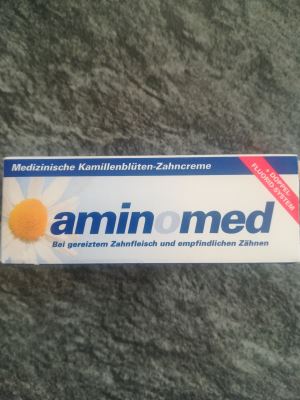 Medizinische Kamillenblüten-Zahncreme
+ DOPPEL-
FLUORID-SYSTEM
aminomed
Bei gereiztem Zahnfleisch und empfindlichen Zähnen